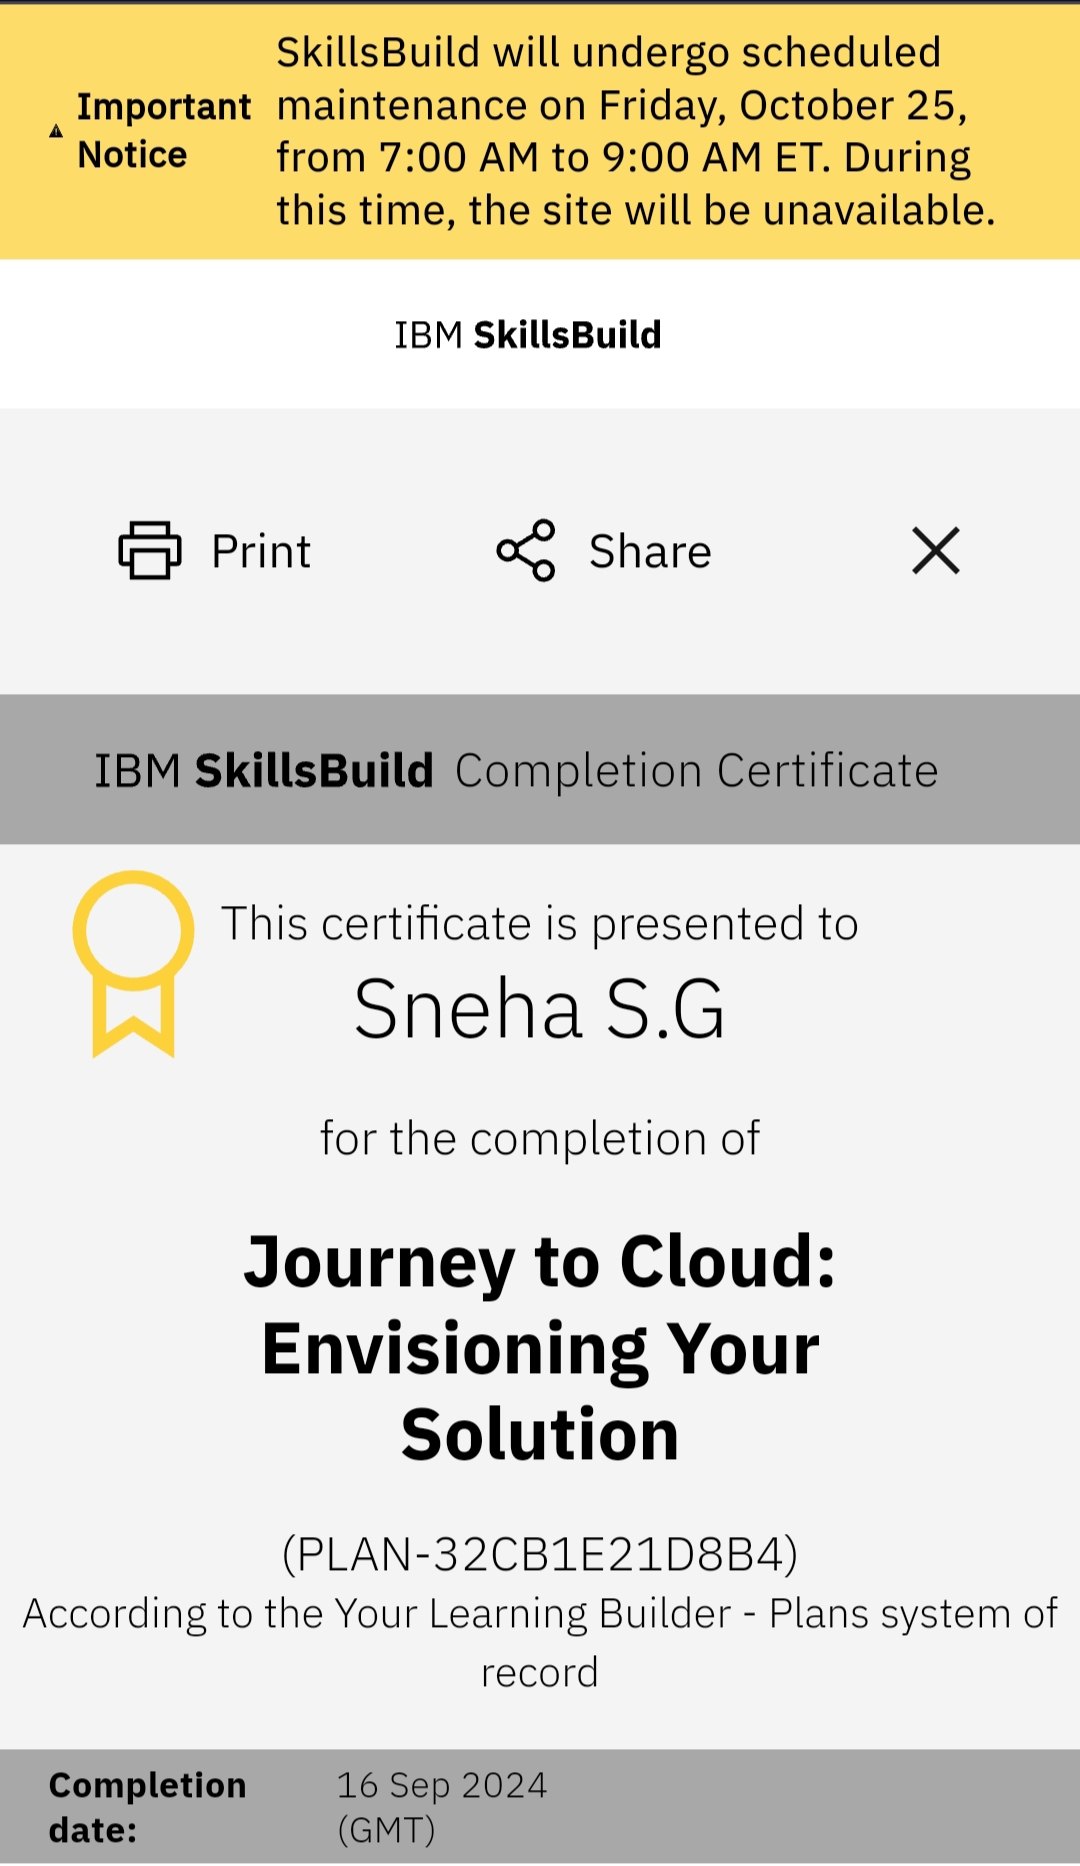 Important
Notice
SkillsBuild will undergo scheduled
maintenance on Friday, October 25,
from 7:00 AM to 9:00 AM ET. During
this time, the site will be unavailable.
IBM SkillsBuild
Print
Share
IBM SkillsBuild Completion Certificate
This certificate is presented to
Sneha S.G
for the completion of
Journey to Cloud:
Envisioning Your
Solution
(PLAN-32CB1E21D8B4)
According to the Your Learning Builder - Plans system of
record
Completion
date:
16 Sep 2024
(GMT)